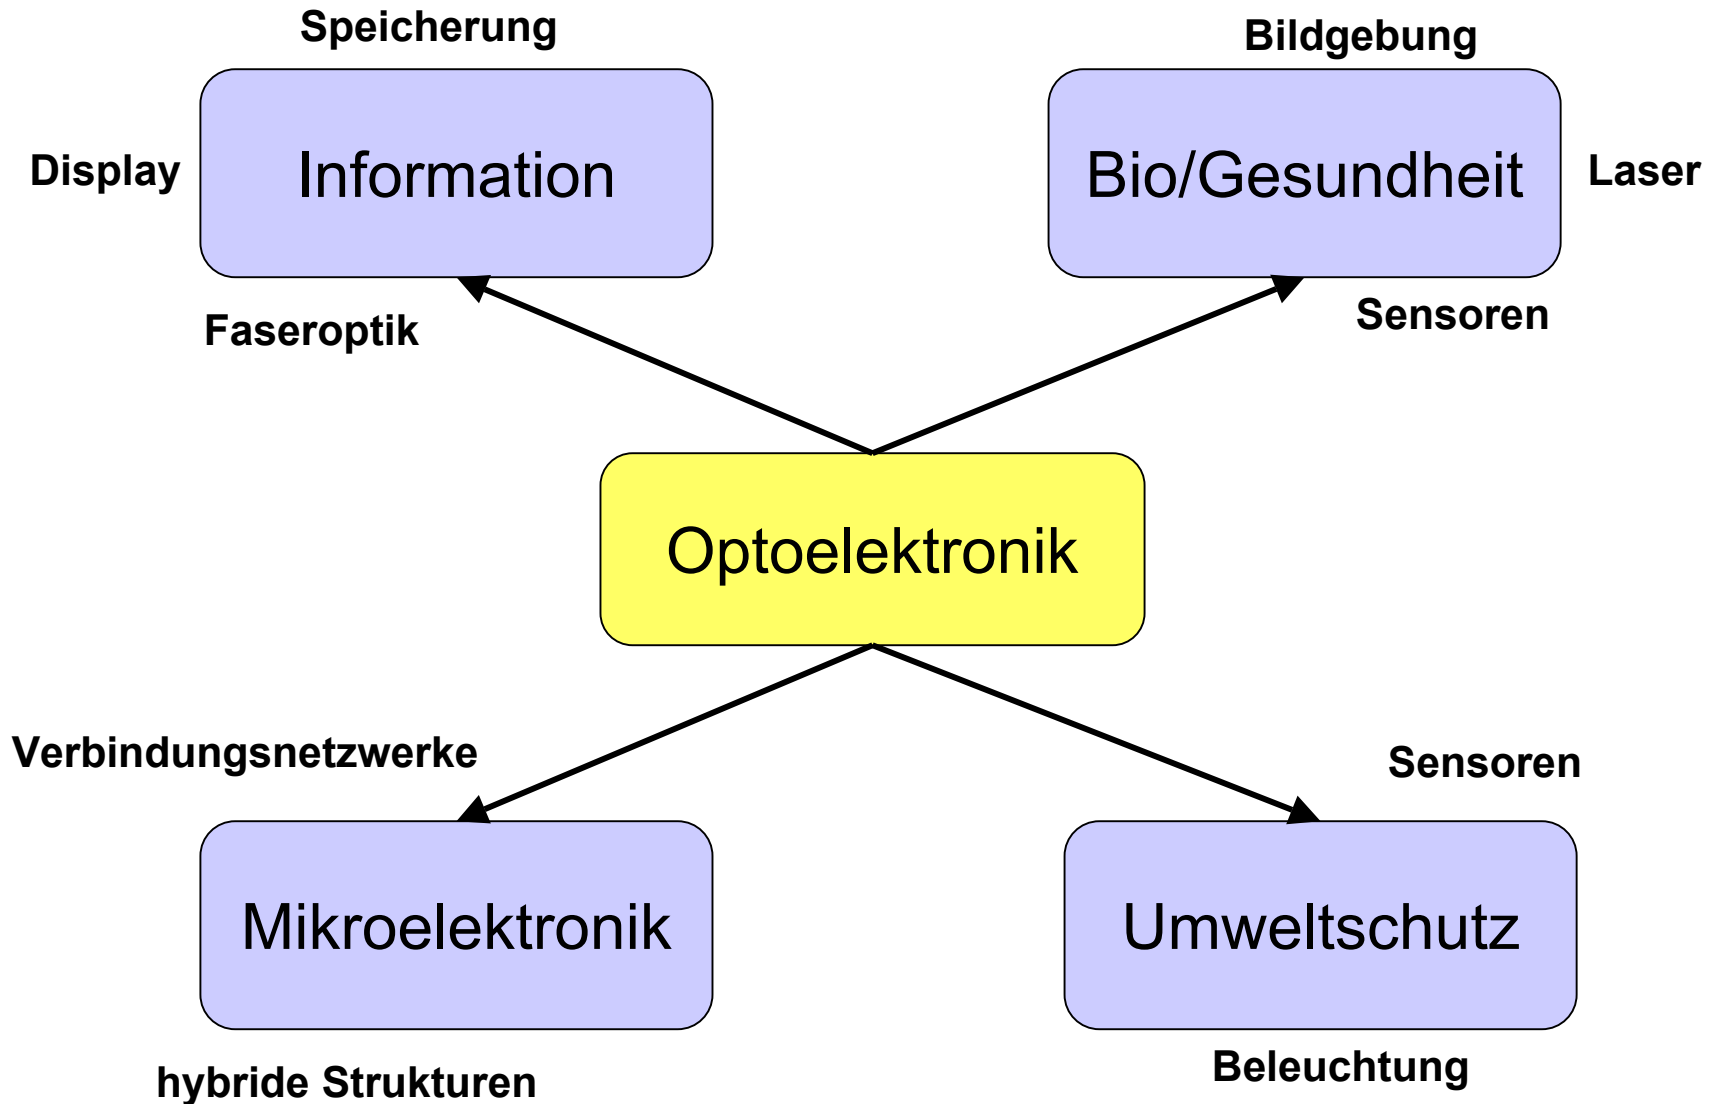 Speicherung
Bildgebung
Display
Information
Bio/Gesundheit
Laser
Faseroptik
Sensoren
Optoelektronik
Verbindungsnetzwerke
Sensoren
Mikroelektronik
Umweltschutz
hybride Strukturen
Beleuchtung